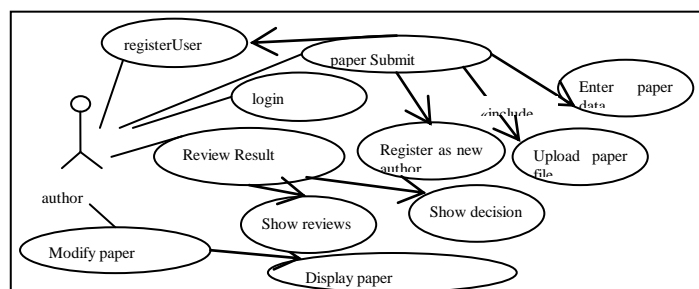 registerUser
paper Submit
Enter paper
data
login
«include
Register as new
author
Upload paper
file
Review Result
author
Show reviews
Show decision
Modify paper
Display paper